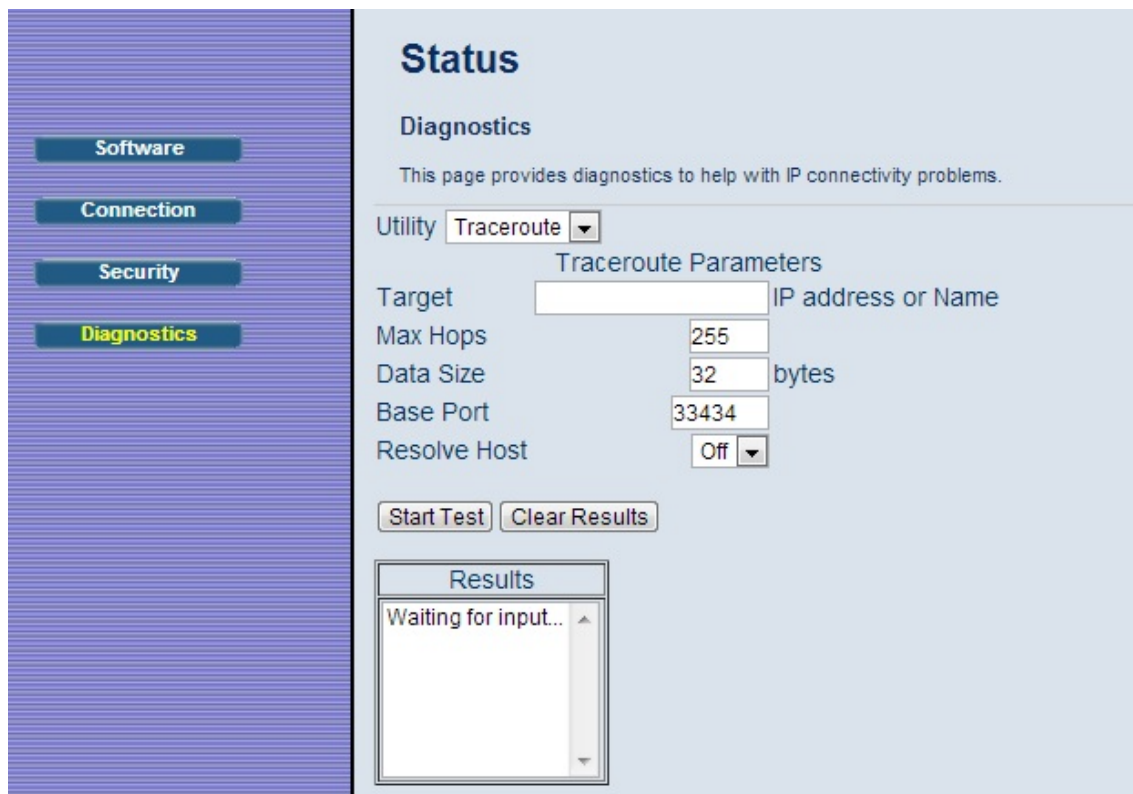 Software
Connection
Security
Diagnostics
Status
Diagnostics
This page provides diagnostics to help with IP connectivity problems.
Utility Traceroute
Traceroute Parameters
Target IP address or Name
Max Hops 255
Data Size 32 bytes
Base Port 33434
Resolve Host Off
Start Test Clear Results
Results
Waiting for input...